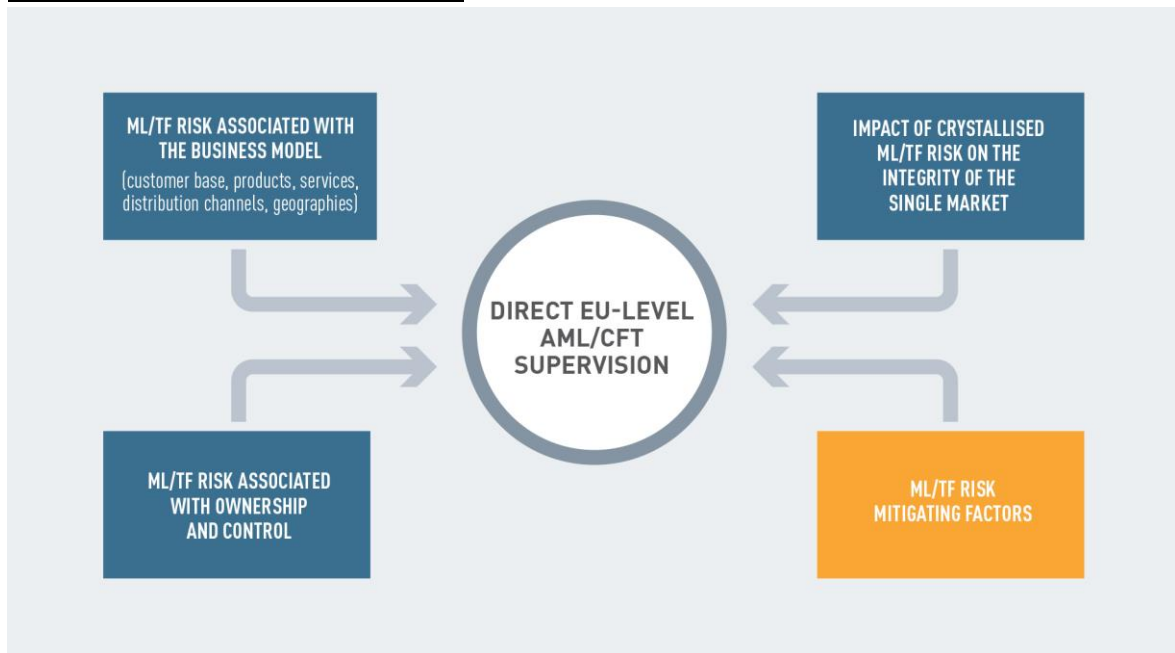 ML/TF RISK ASSOCIATED WITH
THE BUSINESS MODEL
(customer base, products, services,
distribution channels, geographies)
IMPACT OF CRYSTALLISED
ML/TF RISK ON THE
INTEGRITY OF THE
SINGLE MARKET
DIRECT EU-LEVEL
AML/CFT
SUPERVISION
ML/TF RISK ASSOCIATED
WITH OWNERSHIP
AND CONTROL
ML/TF RISK
MITIGATING FACTORS